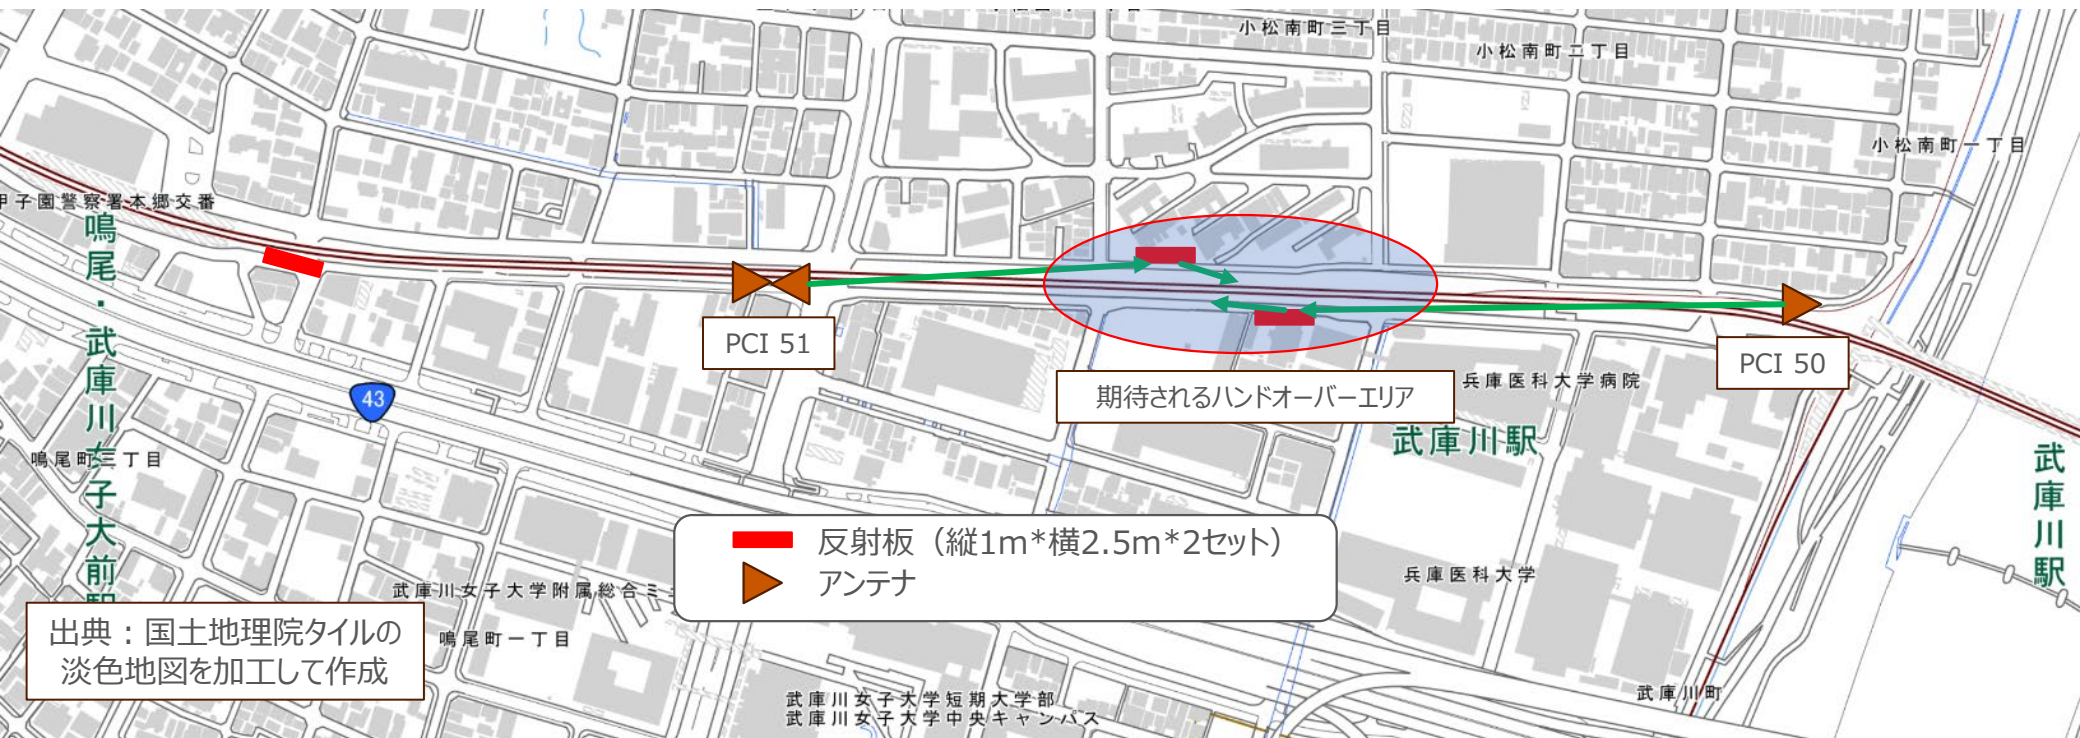 小松南町三丁目
小松南町二丁目
小松南町一丁目
甲子園警察署本郷交番
鳴尾・武庫川女子大前駅
PCI 51
PCI 50
期待されるハンドオーバーエリア
兵庫医科大学病院
武庫川駅
武庫川駅
43
鳴尾町三丁目
反射板（縦1m*横2.5m*2セット）
アンテナ
兵庫医科大学
武庫川女子大学附属総合ミ
出典：国土地理院タイルの
淡色地図を加工して作成
鳴尾町一丁目
武庫川女子大学短期大学部
武庫川女子大学中央キャンパス
武庫川町